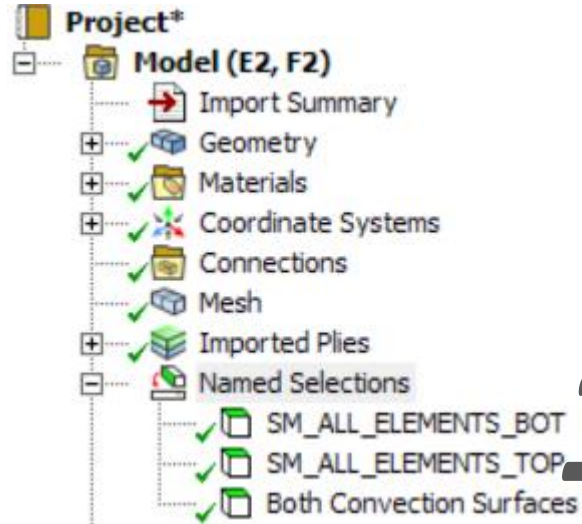 Project*
Model (E2, F2)
Import Summary
Geometry
Materials
Coordinate Systems
Connections
Mesh
Imported Plies
Named Selections
SM_ALL_ELEMENTS_BOT
SM_ALL_ELEMENTS_TOP
Both Convection Surfaces